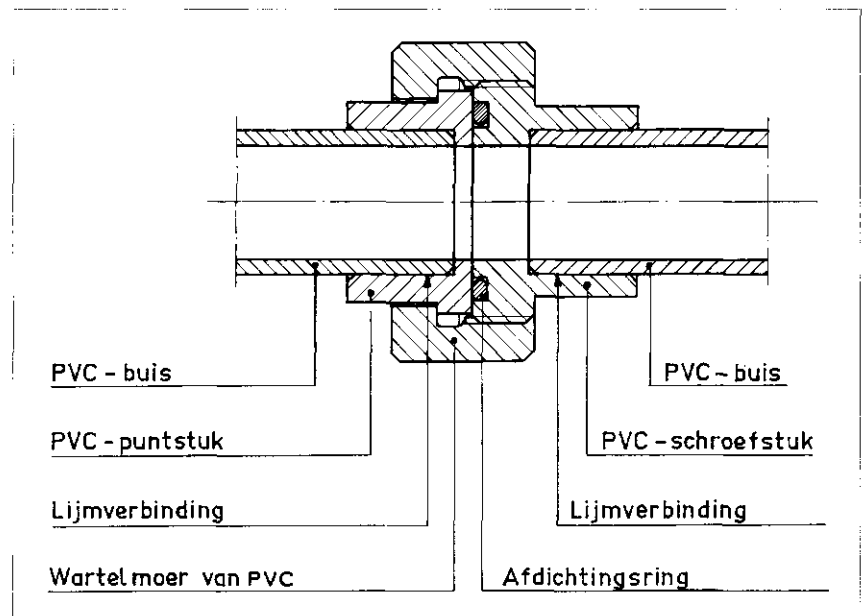 PVC-buis
PVC-buis
PVC-puntstuk
PVC-schroefstuk
Lijmverbinding
Lijmverbinding
Wartelmoer van PVC
Afdichtingsring